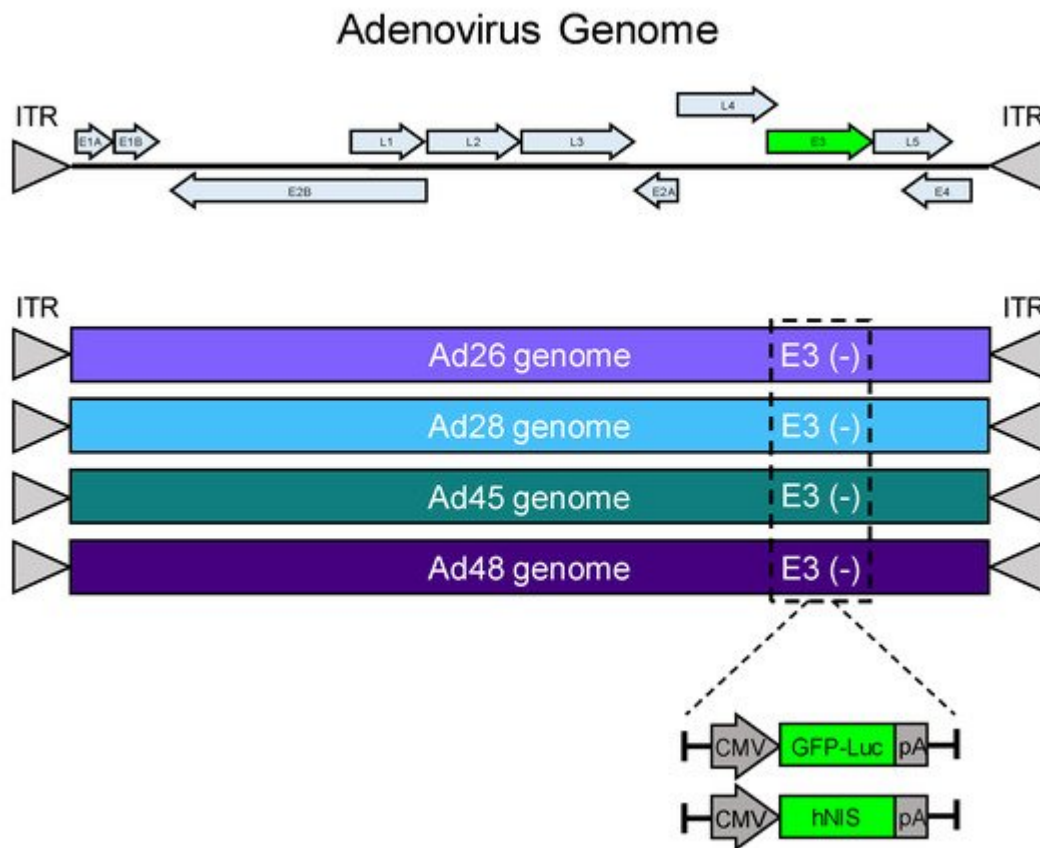 Adenovirus Genome
ITR ITR
L4
E1A E1B L1 L2 L3 E3 L5
E2B E2A E4
ITR ITR
Ad26 genome E3 (-)
Ad28 genome E3 (-)
Ad45 genome E3 (-)
Ad48 genome E3 (-)
CMV GFP-Luc pA
CMV hNIS pA